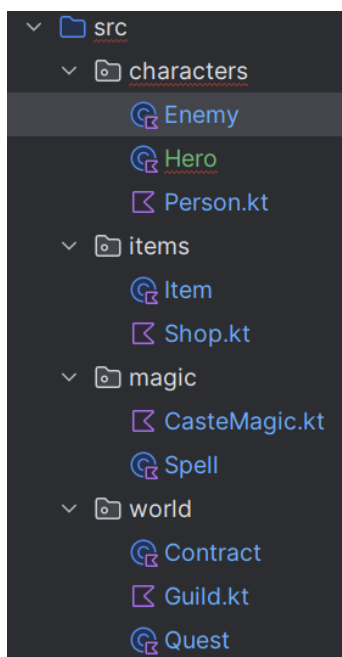 src
characters
Enemy
Hero
Person.kt
items
Item
Shop.kt
magic
CasteMagic.kt
Spell
world
Contract
Guild.kt
Quest